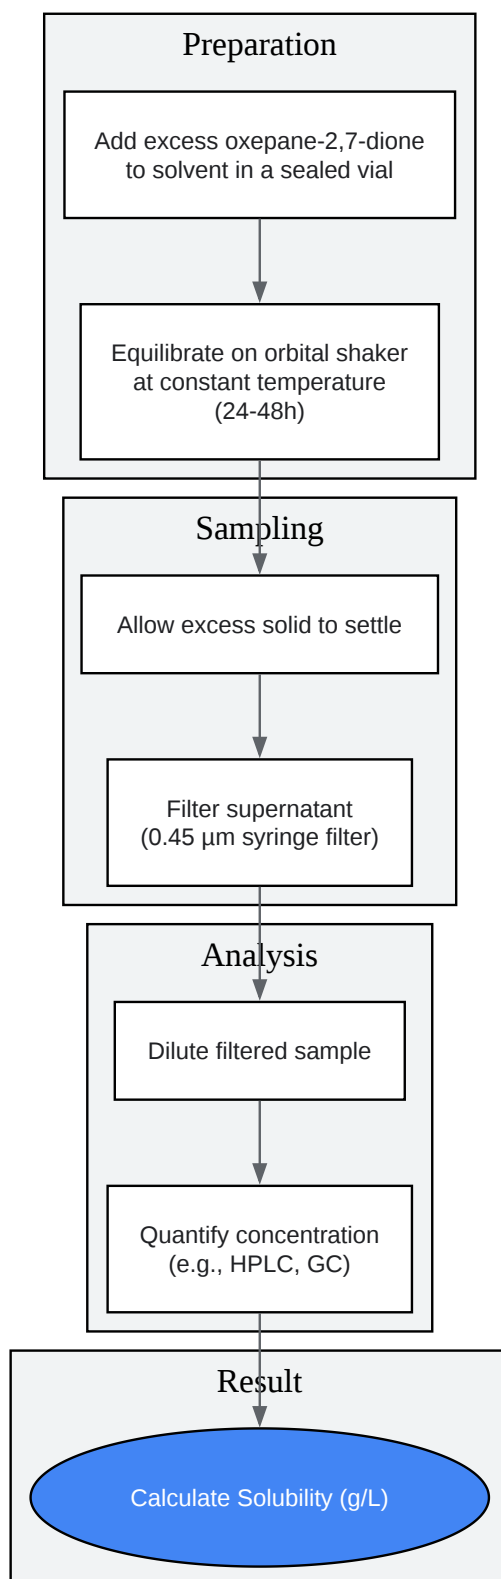 Preparation
Add excess oxepane-2,7-dione
to solvent in a sealed vial
Equilibrate on orbital shaker
at constant temperature
(24-48h)
Sampling
Allow excess solid to settle
Filter supernatant
(0.45 µm syringe filter)
Analysis
Dilute filtered sample
Quantify concentration
(e.g., HPLC, GC)
Result
Calculate Solubility (g/L)